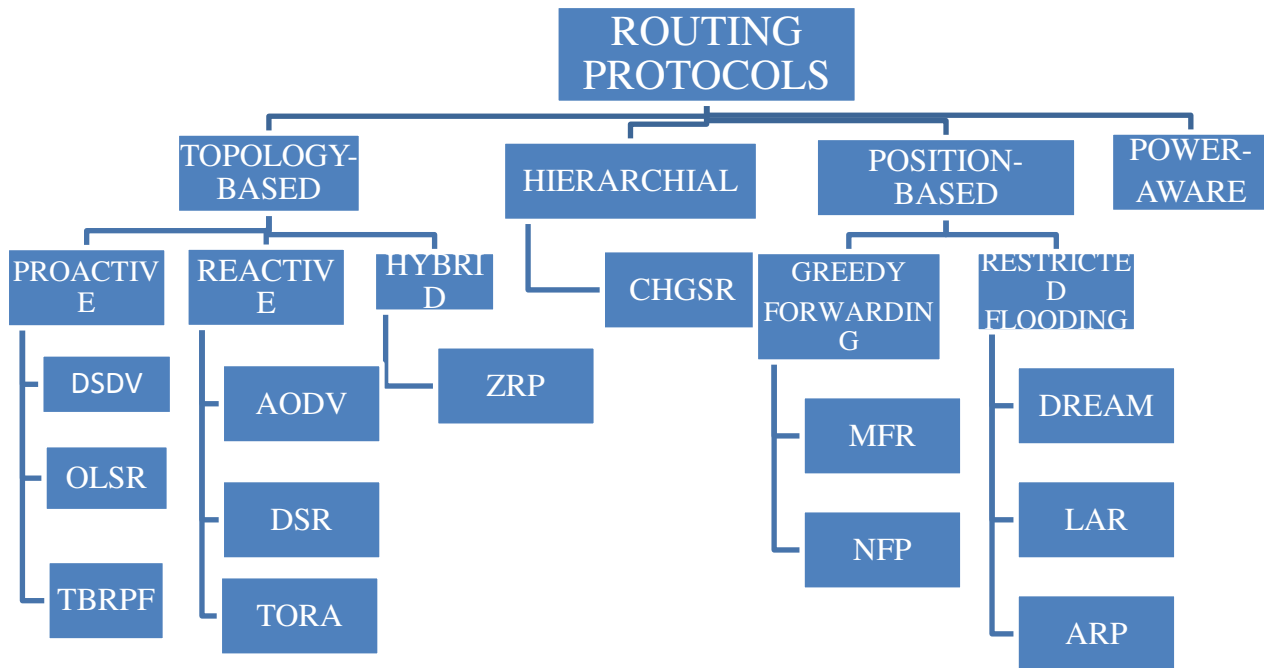 ROUTING
PROTOCOLS
TOPOLOGY-
BASED
HIERARCHIAL
POSITION-
BASED
POWER-
AWARE
PROACTIV
E
REACTIV
E
HYBRI
D
CHGSR
GREEDY
FORWARDIN
G
RESTRICTE
D
FLOODING
DSDV
OLSR
TBRPF
AODV
DSR
TORA
ZRP
MFR
NFP
DREAM
LAR
ARP